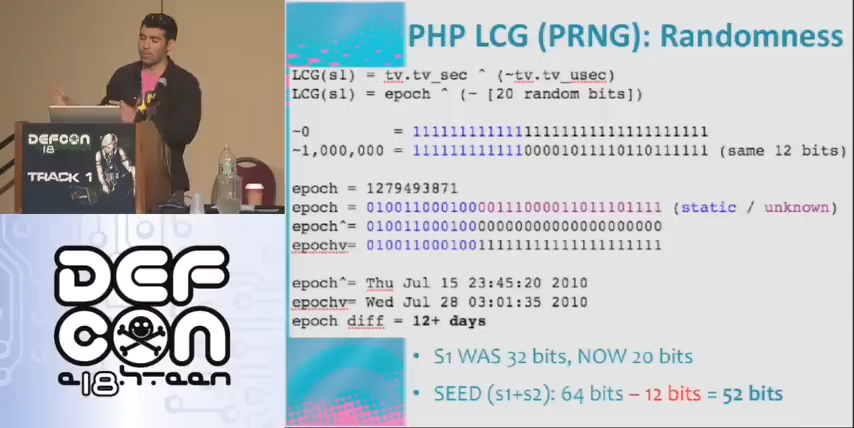 DEFCON
18
TRACK 1
DEF
CON
e18hteen
PHP LCG (PRNG): Randomness
LCG(s1) = tv.tv_sec ^ (~tv.tv_usec)
LCG(s1) = epoch ^ (~ [20 random bits])
~0 = 11111111111111111111111111111111
~1,000,000 = 11111111111100001011110110111111 (same 12 bits)
epoch = 1279493871
epoch = 01001100010000111000011011101111 (static / unknown)
epoch^= 01001100010000000000000000000000
epochv= 01001100010011111111111111111111
epoch^= Thu Jul 15 23:45:20 2010
epochv= Wed Jul 28 03:01:35 2010
epoch diff = 12+ days
• S1 WAS 32 bits, NOW 20 bits
• SEED (s1+s2): 64 bits – 12 bits = 52 bits